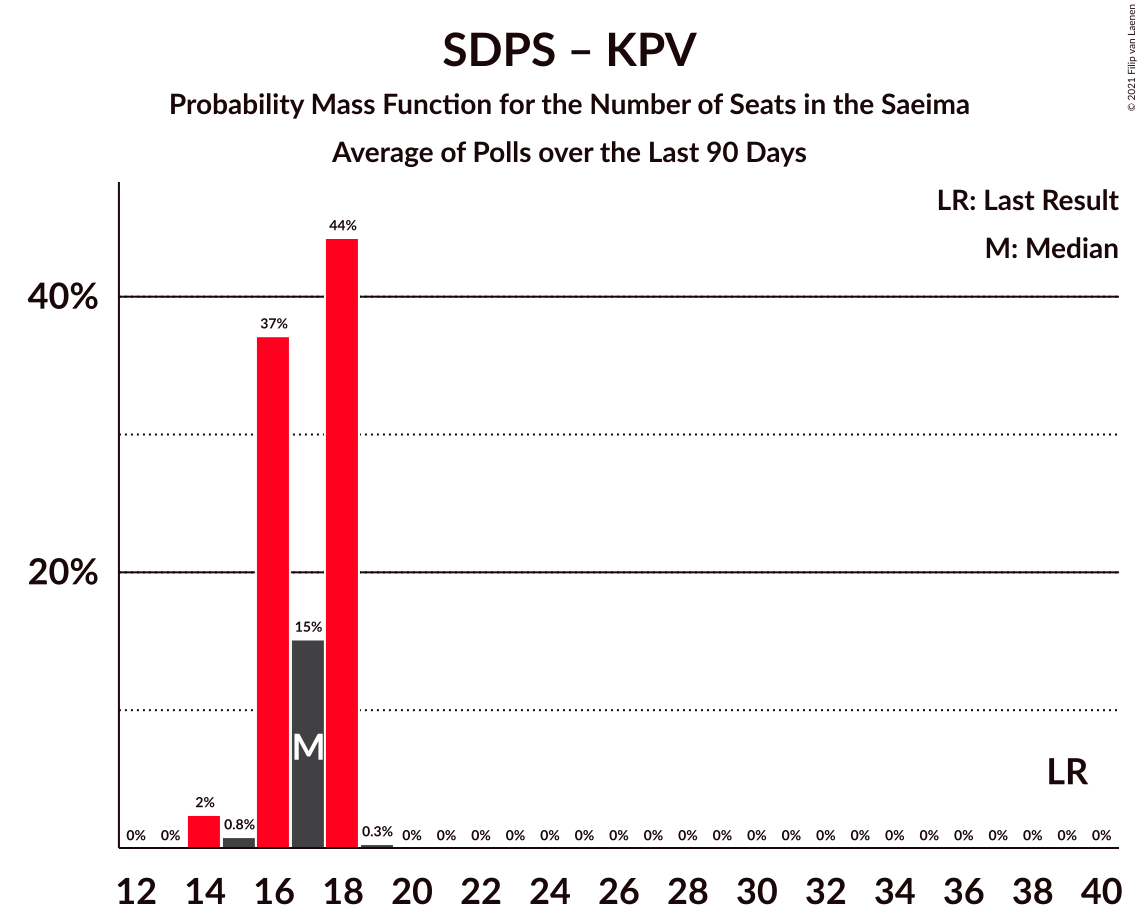 SDPS – KPV
Probability Mass Function for the Number of Seats in the Saeima
Average of Polls over the Last 90 Days
© 2021 Filip van Laenen
LR: Last Result
M: Median
44%
40%
37%
20%
15%
M
LR
2%
0.8%
0.3%
0% 0% 0% 0% 0% 0% 0% 0% 0% 0% 0% 0% 0% 0% 0% 0% 0% 0% 0% 0% 0% 0% 0%
12 14 16 18 20 22 24 26 28 30 32 34 36 38 40